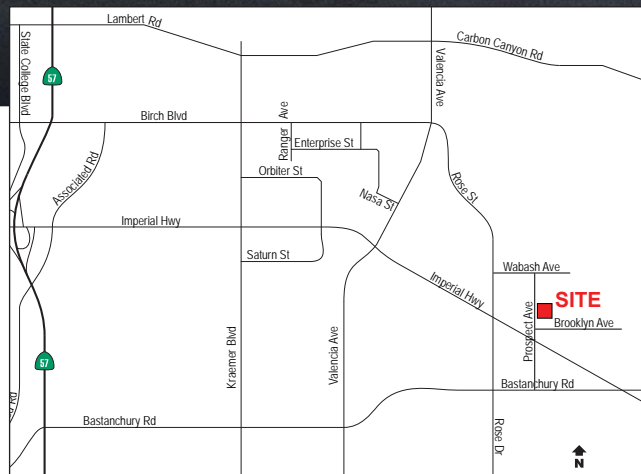 Lambert Rd
Carbon Canyon Rd
State College Blvd
57
Valencia Ave
Birch Blvd
Ranger Ave
Enterprise St
Associated Rd
Orbiter St
Nasa St
Rose St
Imperial Hwy
Saturn St
Wabash Ave
Imperial Hwy
SITE
Prospect Ave
Brooklyn Ave
Kraemer Blvd
Valencia Ave
57
Bastanchury Rd
Bastanchury Rd
Rose Dr
N